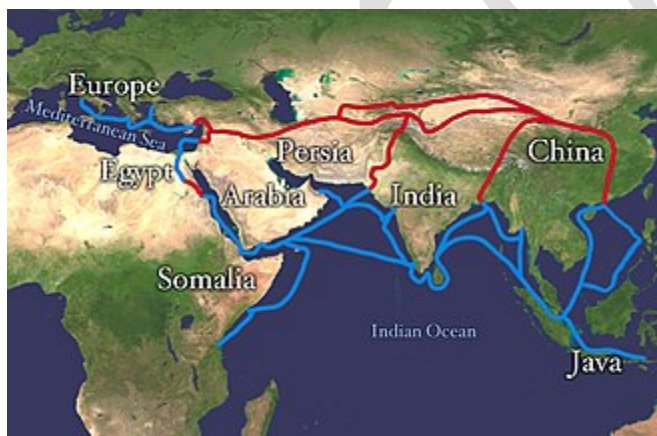 Europe
Mediterranean Sea
Egypt
Persia
China
Arabia
India
Somalia
Indian Ocean
Java